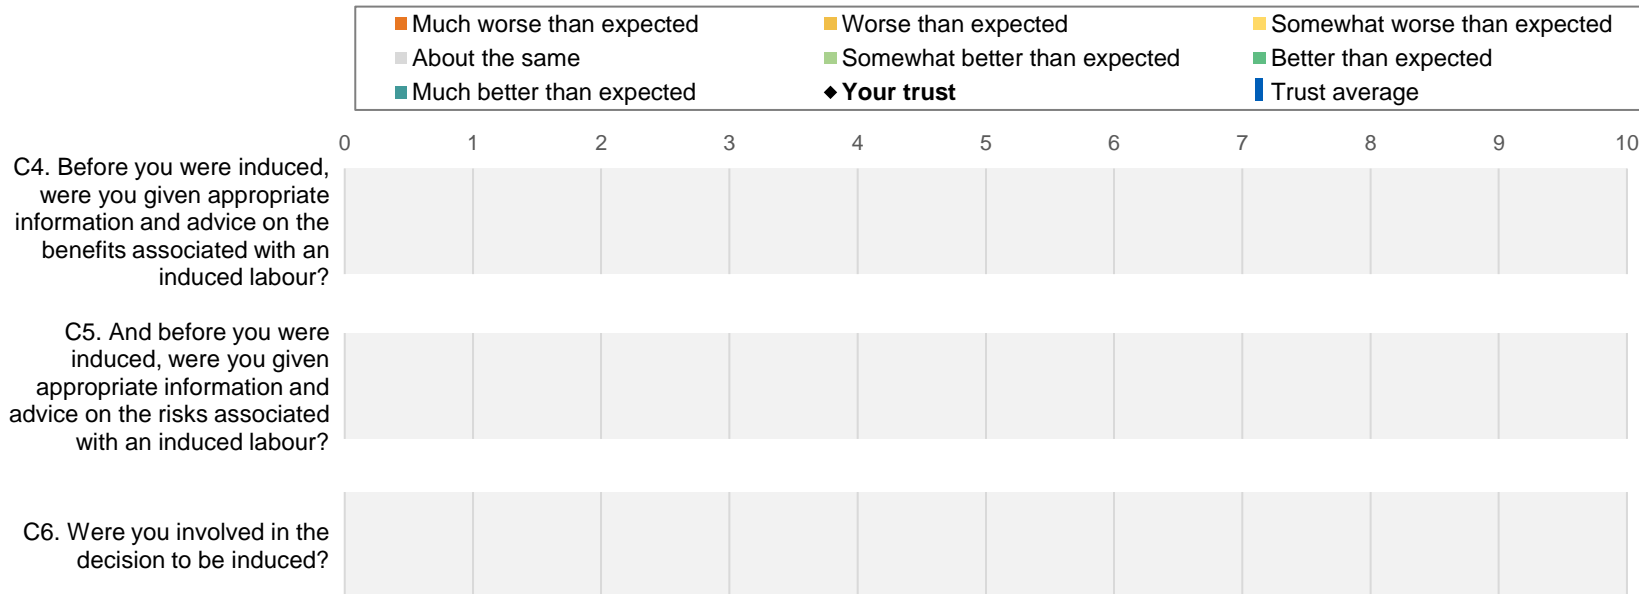 Much worse than expected Worse than expected Somewhat worse than expected
About the same Somewhat better than expected Better than expected
Much better than expected Your trust Trust average
0 1 2 3 4 5 6 7 8 9 10
C4. Before you were induced,
were you given appropriate
information and advice on the
benefits associated with an
induced labour?
C5. And before you were
induced, were you given
appropriate information and
advice on the risks associated
with an induced labour?
C6. Were you involved in the
decision to be induced?